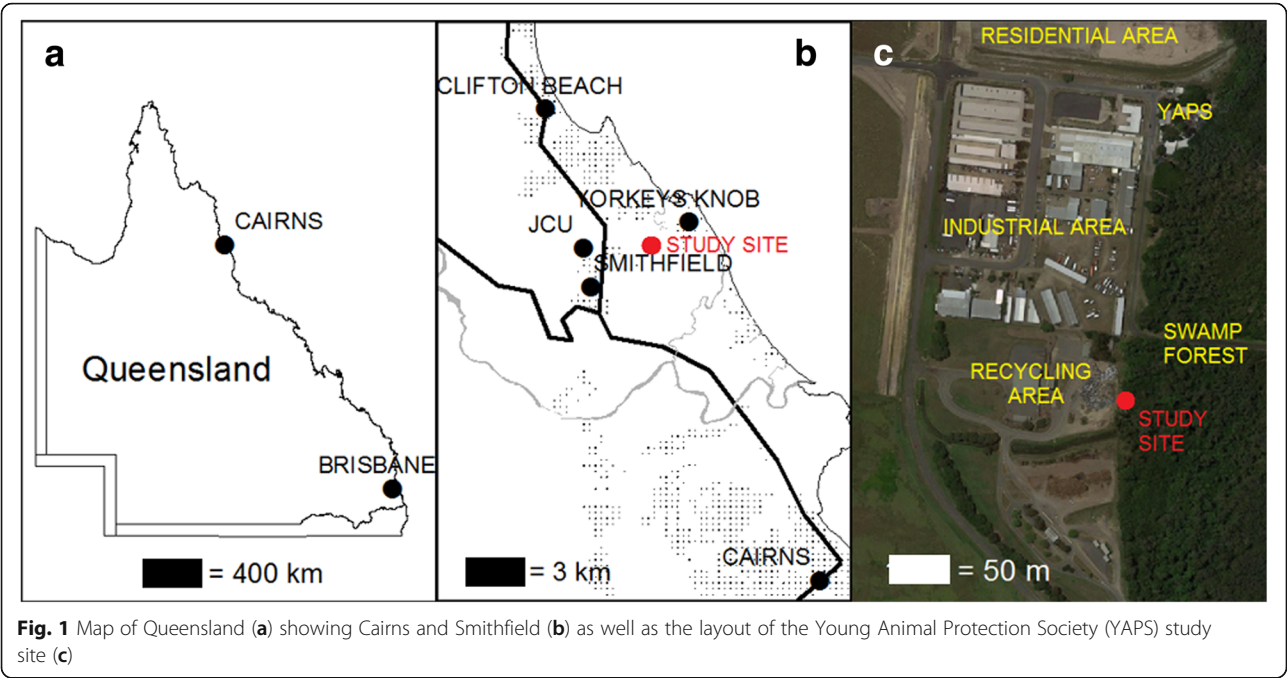 a
CAIRNS
Queensland
BRISBANE
= 400 km
b
CLIFTON BEACH
YORKEYS KNOB
JCU
STUDY SITE
SMITHFIELD
CAIRNS
= 3 km
c
RESIDENTIAL AREA
YAPS
INDUSTRIAL AREA
SWAMP
FOREST
RECYCLING
AREA
STUDY
SITE
= 50 m
Fig. 1 Map of Queensland (a) showing Cairns and Smithfield (b) as well as the layout of the Young Animal Protection Society (YAPS) study
site (c)